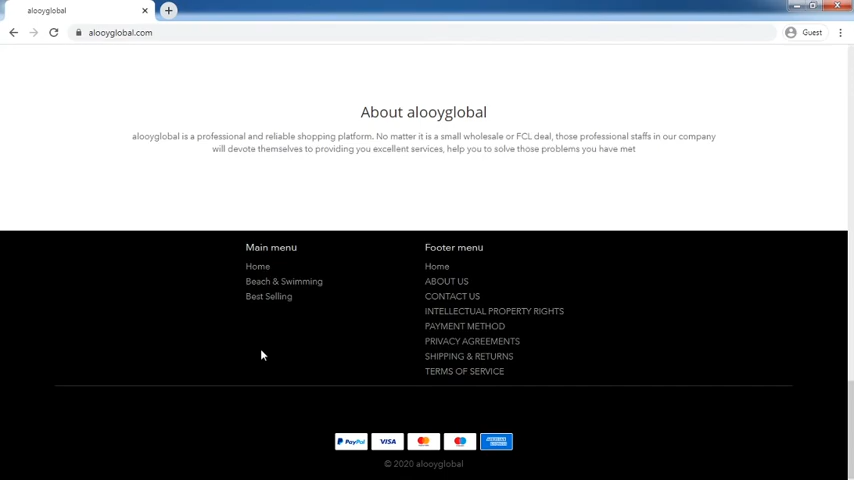 alooyglobal
alooyglobal.com
Guest
About alooyglobal
alooyglobal is a professional and reliable shopping platform. No matter it is a small wholesale or FCL deal, those professional staffs in our company
will devote themselves to providing you excellent services, help you to solve those problems you have met
Main menu
Home
Beach & Swimming
Best Selling
Footer menu
Home
ABOUT US
CONTACT US
INTELLECTUAL PROPERTY RIGHTS
PAYMENT METHOD
PRIVACY AGREEMENTS
SHIPPING & RETURNS
TERMS OF SERVICE
PayPal VISA
© 2020 alooyglobal